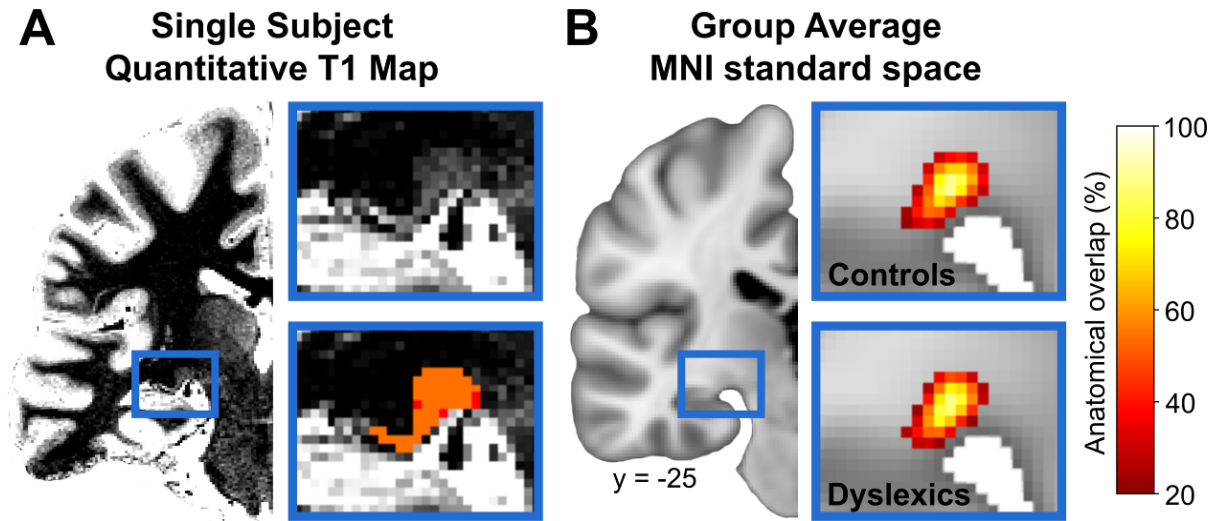 A
Single Subject
Quantitative T1 Map
B
Group Average
MNI standard space
y = -25
Controls
Dyslexics
Anatomical overlap (%)
100
80
60
40
20